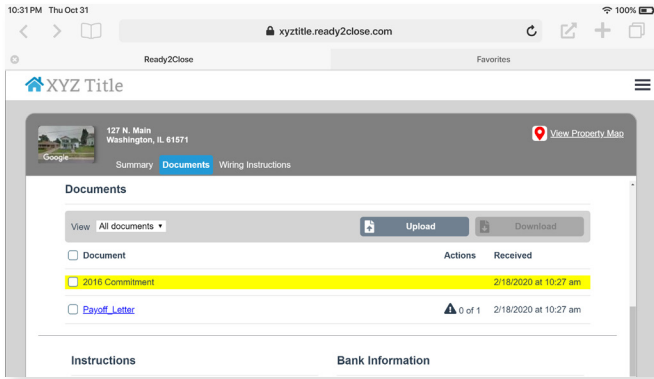 10:31 PM Thu Oct 31 100%
xyztitle.ready2close.com
Ready2Close Favorites
XYZ Title
127 N. Main
Washington, IL 61571
View Property Map
Google
Summary Documents Wiring Instructions
Documents
View All documents Upload Download
Document Actions Received
2016 Commitment 2/18/2020 at 10:27 am
Payoff_Letter 0 of 1 2/18/2020 at 10:27 am
Instructions Bank Information